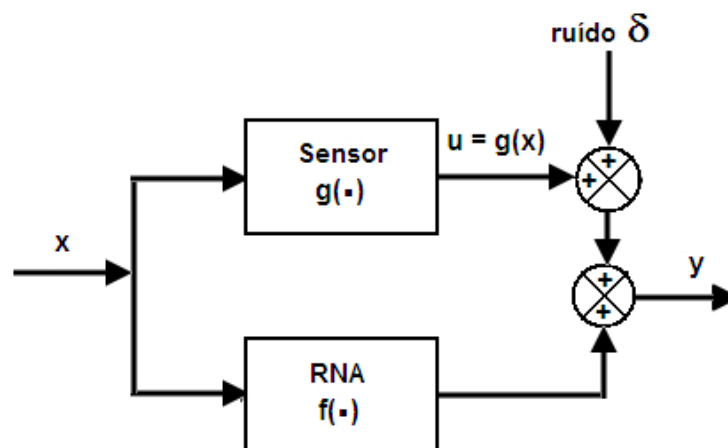 ruído δ
Sensor
g(▪)
u = g(x)
+
+
x
+
+
y
RNA
f(▪)